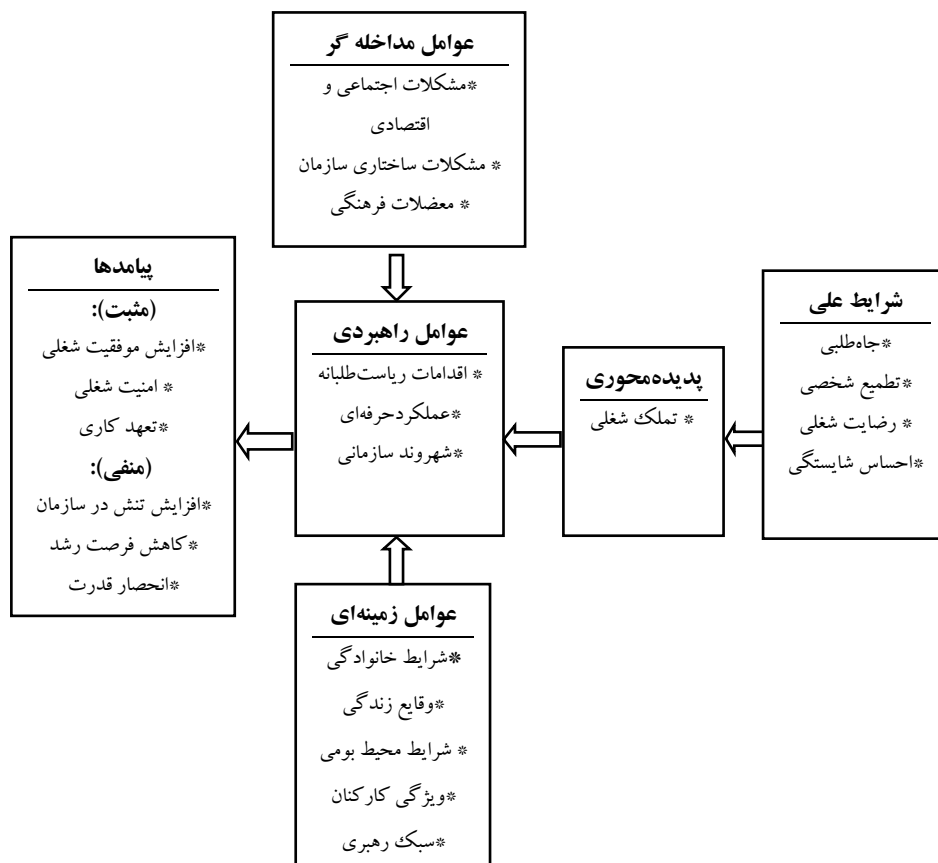 عوامل مداخله گر
*مشکلات اجتماعی و
اقتصادی
* مشکلات ساختاری سازمان
* معضلات فرهنگی
شرایط علی
*جاه‌طلبی
*تطمیع شخصی
* رضایت شغلی
*احساس شایستگی
پدیده‌محوری
* تملک شغلی
عوامل راهبردی
* اقدامات ریاست‌طلبانه
*عملکردحرفه‌ای
*شهروند سازمانی
پیامدها
(مثبت):
*افزایش موفقیت شغلی
* امنیت شغلی
*تعهد کاری
(منفی):
*افزایش تنش در سازمان
*کاهش فرصت رشد
*انحصار قدرت
عوامل زمینه‌ای
*شرایط خانوادگی
*وقایع زندگی
* شرایط محیط بومی
*ویژگی کارکنان
*سبک رهبری